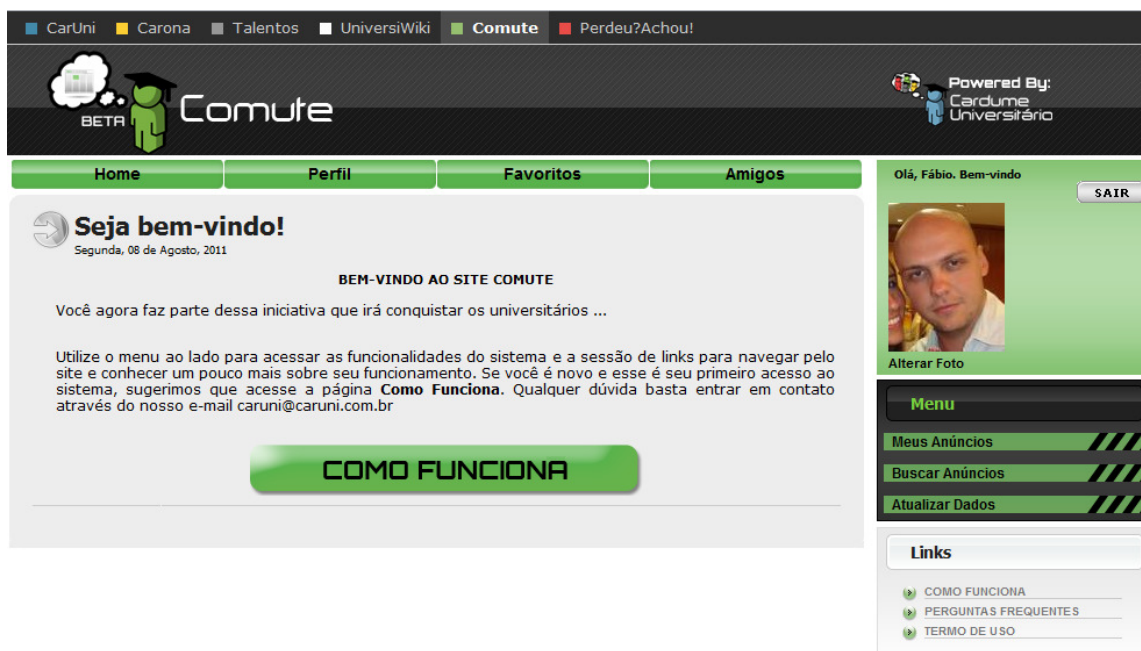 CarUni Carona Talentos UniversiWiki Comute Perdeu?Achou!
BETA
Comute
Powered By:
Cardume
Universitário
Home Perfil Favoritos Amigos
Seja bem-vindo!
Segunda, 08 de Agosto, 2011
BEM-VINDO AO SITE COMUTE
Você agora faz parte dessa iniciativa que irá conquistar os universitários ...
Utilize o menu ao lado para acessar as funcionalidades do sistema e a sessão de links para navegar pelo
site e conhecer um pouco mais sobre seu funcionamento. Se você é novo e esse é seu primeiro acesso ao
sistema, sugerimos que acesse a página Como Funciona. Qualquer dúvida basta entrar em contato
através do nosso e-mail caruni@caruni.com.br
COMO FUNCIONA
Olá, Fábio. Bem-vindo
SAIR
Alterar Foto
Menu
Meus Anúncios
Buscar Anúncios
Atualizar Dados
Links
COMO FUNCIONA
PERGUNTAS FREQUENTES
TERMO DE USO